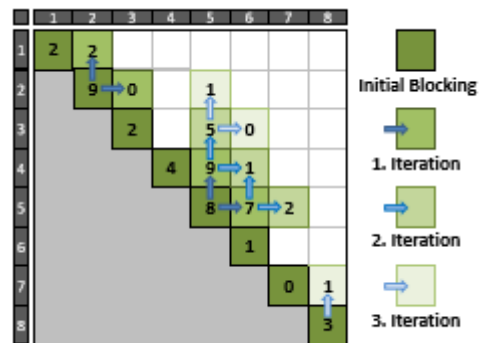 1 2 3 4 5 6 7 8
1 2 2
2 9 0 1
3 2 5 0
4 4 9 1
5 8 7 2
6 1
7 0 1
8 3
Initial Blocking
1. Iteration
2. Iteration
3. Iteration